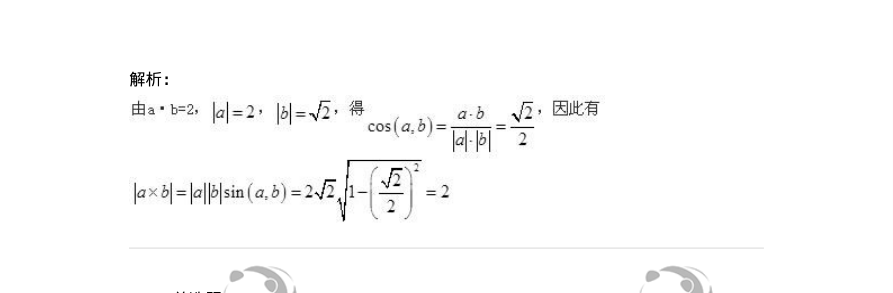 解析：
由a·b=2，|a|=2，|b|=√2，得 cos(a,b)=a·b/(|a|·|b|)=√2/2，因此有
|a×b|=|a||b|sin(a,b)=2√2√(1-(√2/2)²)=2